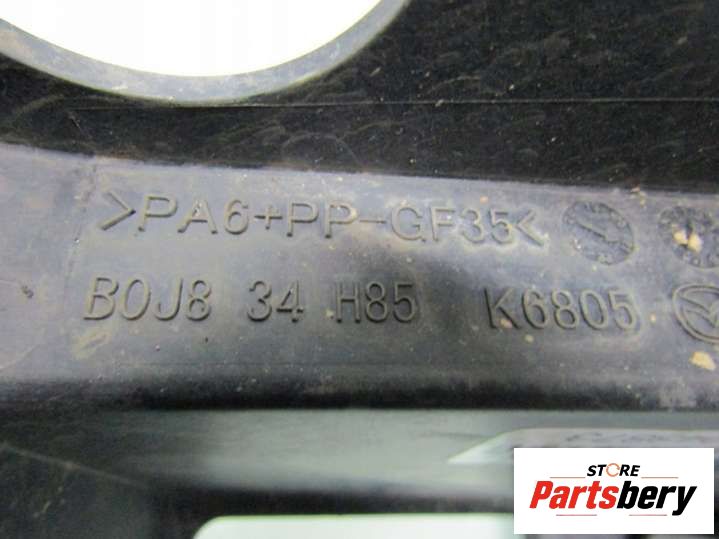 >PA6+PP-GF35<
B0J8 34 H85 K6805
STORE
Partsbery